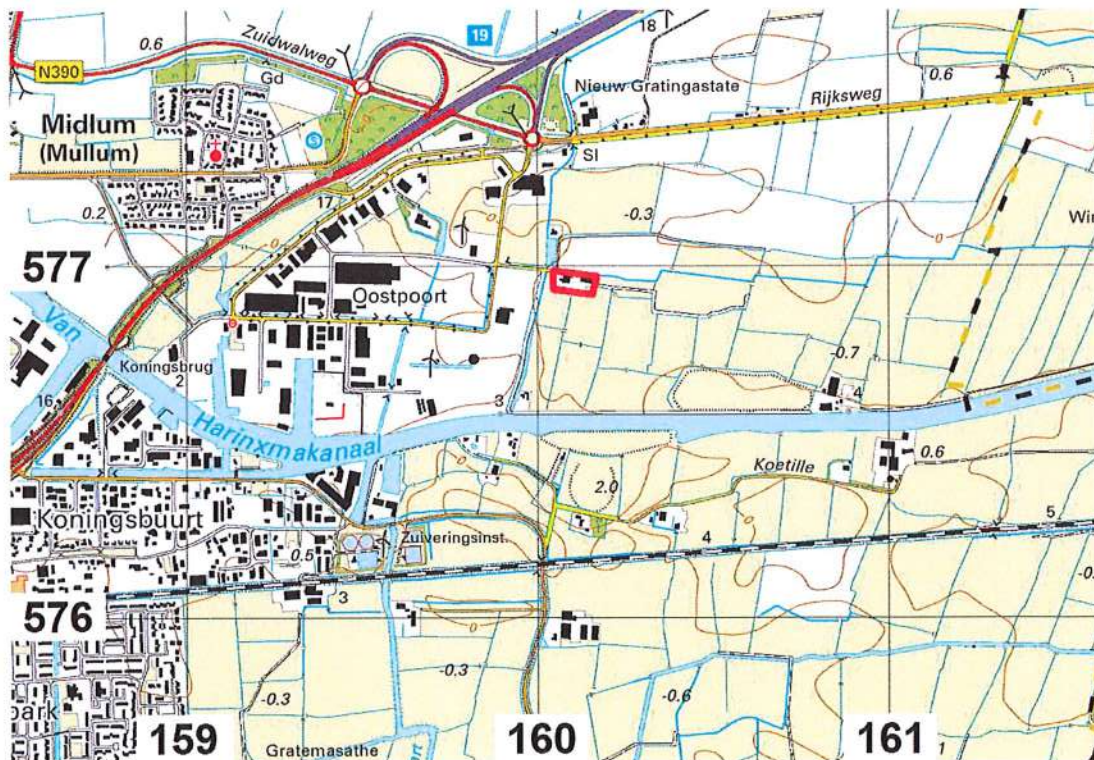 0.6
Zuidwalweg
19
18
N390
Gd
Nieuw Gratingastate
0.6
Rijksweg
Midlum
(Mullum)
SI
17
0.2
-0.3
0
577
Oostpoort
Van
Koningsbrug
2
-0.7
16
3
4
Harinxmakanaal
2.0
Koetille
0.6
Koningsbuurt
Zuiveringsinst.
0.5
4
5
3
576
0
-0.3
-0.3
-0.6
park
159
160
161
Gratemasathe